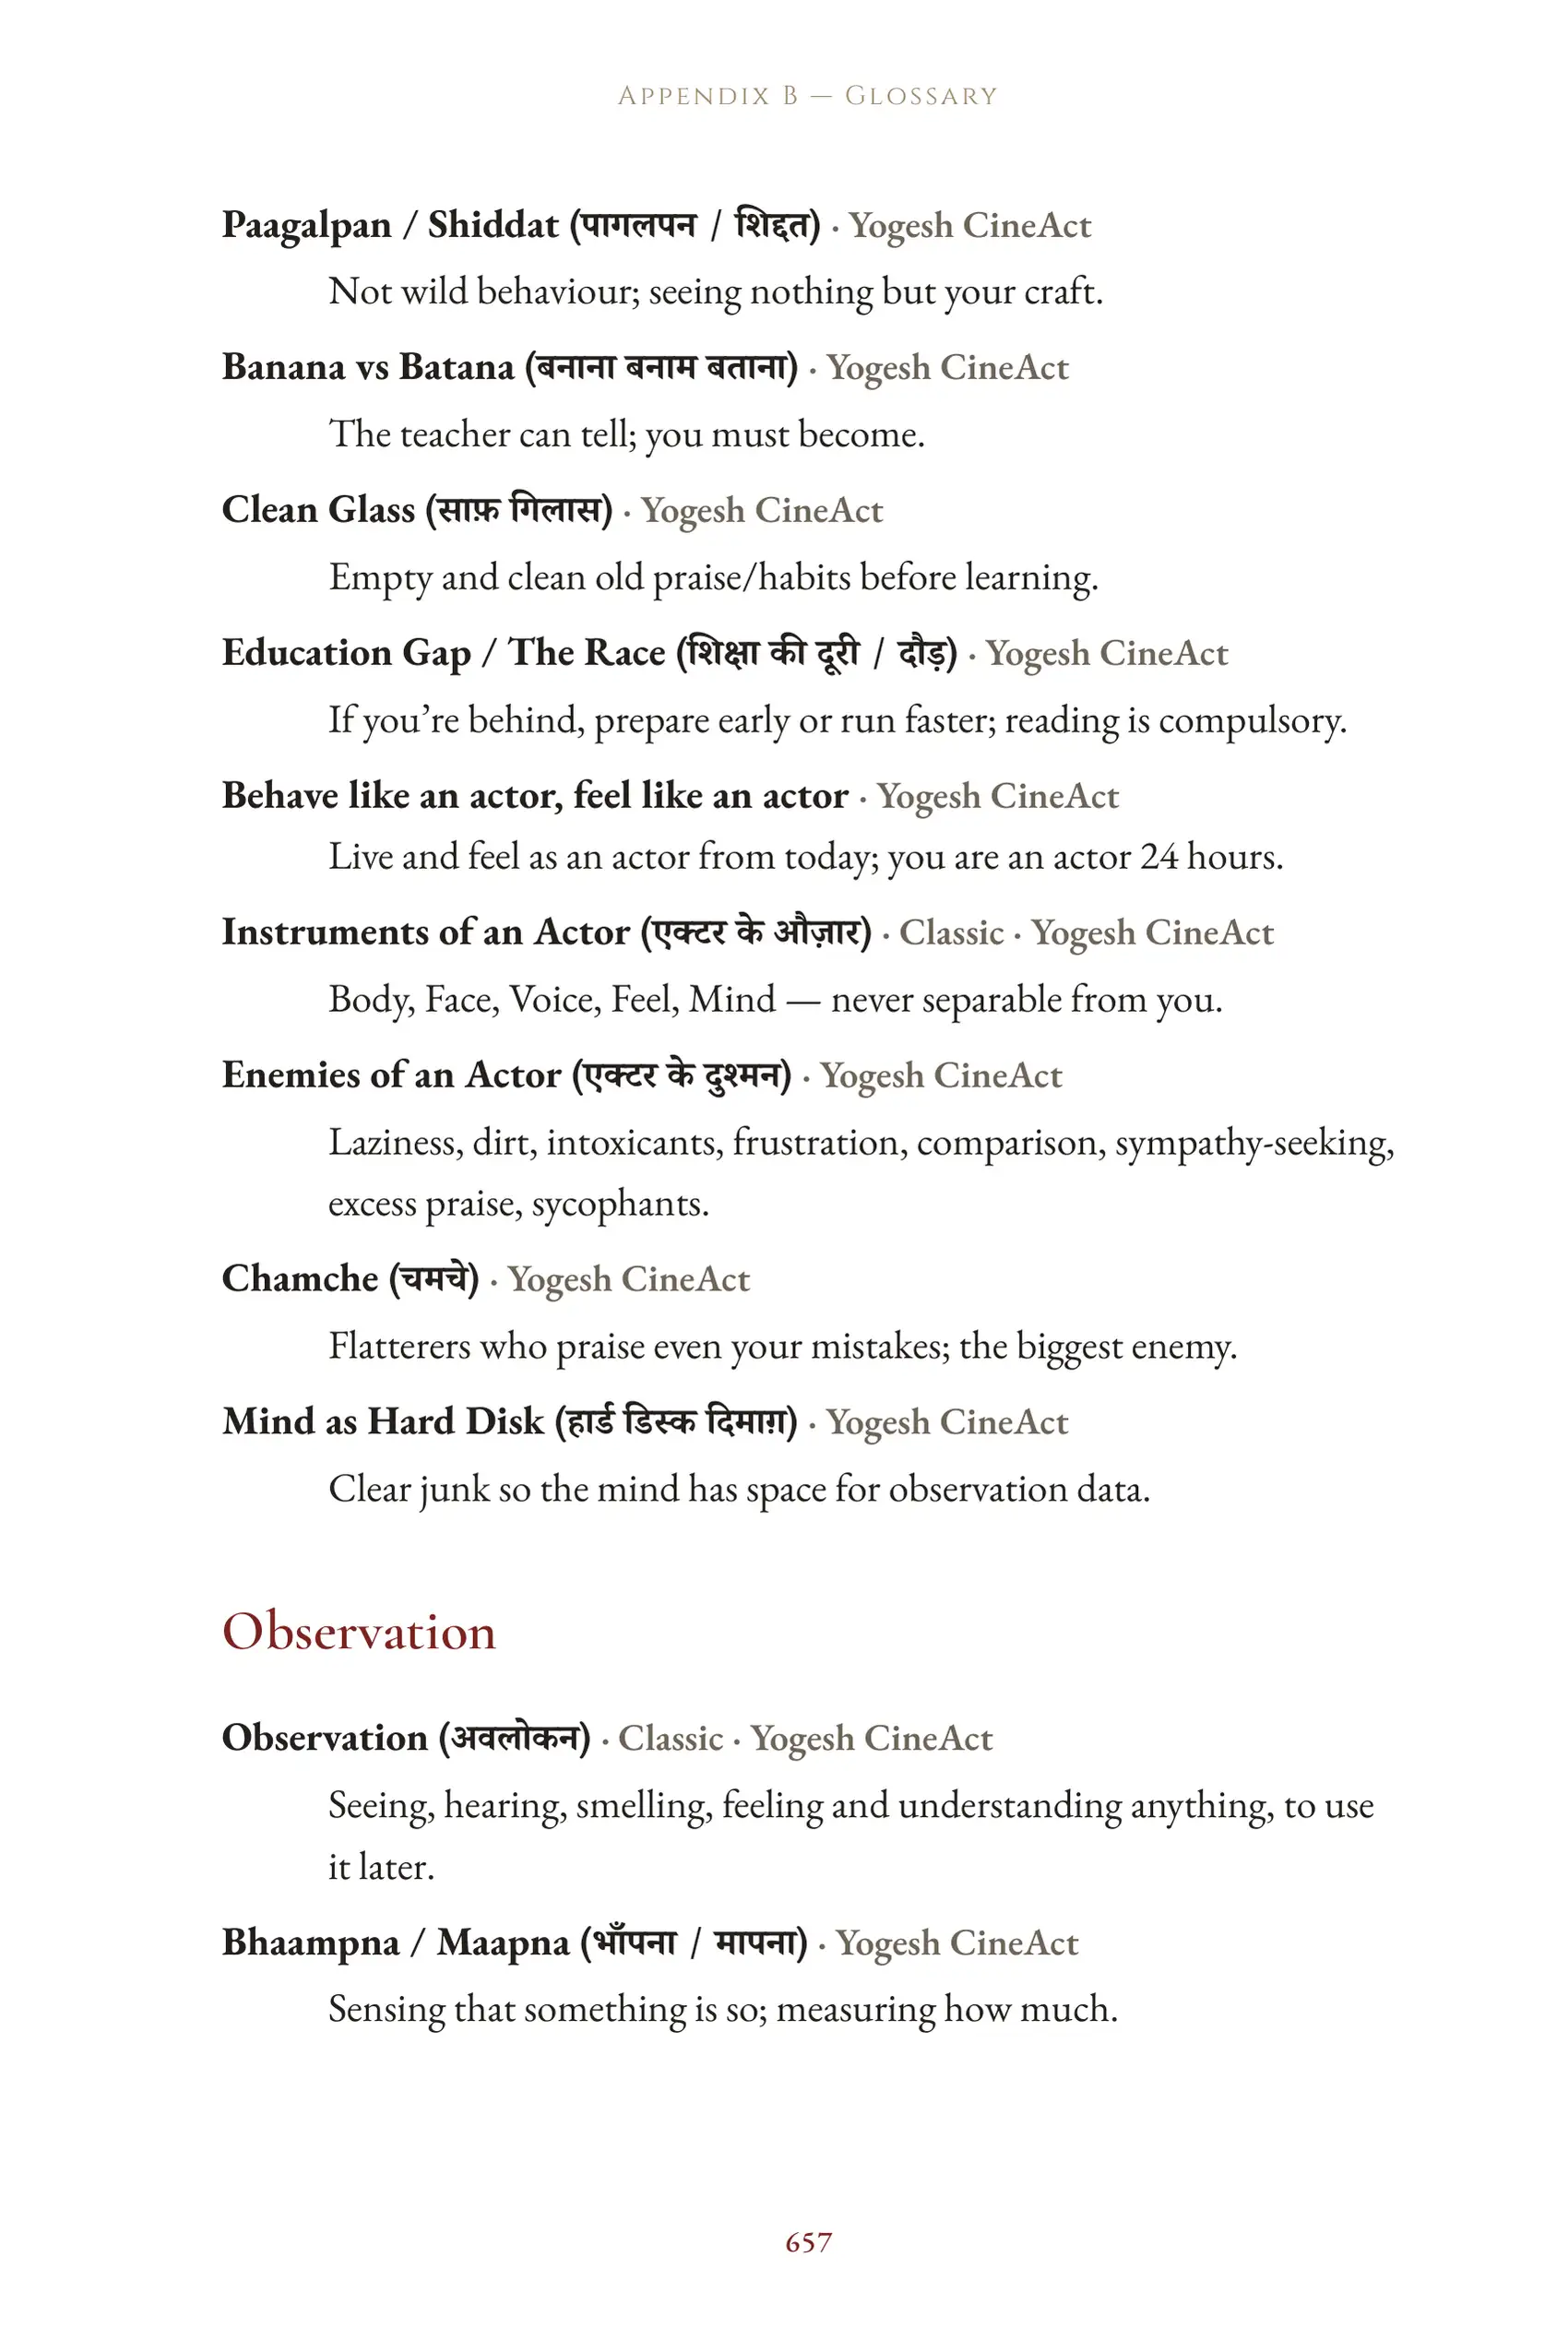 Appendix B — Glossary
Paagalpan / Shiddat (पागलपन / शिद्दत) · Yogesh CineAct
Not wild behaviour; seeing nothing but your craft.
Banana vs Batana (बनाना बनाम बताना) · Yogesh CineAct
The teacher can tell; you must become.
Clean Glass (साफ़ गिलास) · Yogesh CineAct
Empty and clean old praise/habits before learning.
Education Gap / The Race (शिक्षा की दूरी / दौड़) · Yogesh CineAct
If you’re behind, prepare early or run faster; reading is compulsory.
Behave like an actor, feel like an actor · Yogesh CineAct
Live and feel as an actor from today; you are an actor 24 hours.
Instruments of an Actor (एक्टर के औज़ार) · Classic · Yogesh CineAct
Body, Face, Voice, Feel, Mind — never separable from you.
Enemies of an Actor (एक्टर के दुश्मन) · Yogesh CineAct
Laziness, dirt, intoxicants, frustration, comparison, sympathy-seeking,
excess praise, sycophants.
Chamche (चमचे) · Yogesh CineAct
Flatterers who praise even your mistakes; the biggest enemy.
Mind as Hard Disk (हार्ड डिस्क दिमाग़) · Yogesh CineAct
Clear junk so the mind has space for observation data.
Observation
Observation (अवलोकन) · Classic · Yogesh CineAct
Seeing, hearing, smelling, feeling and understanding anything, to use
it later.
Bhaampna / Maapna (भाँपना / मापना) · Yogesh CineAct
Sensing that something is so; measuring how much.
657